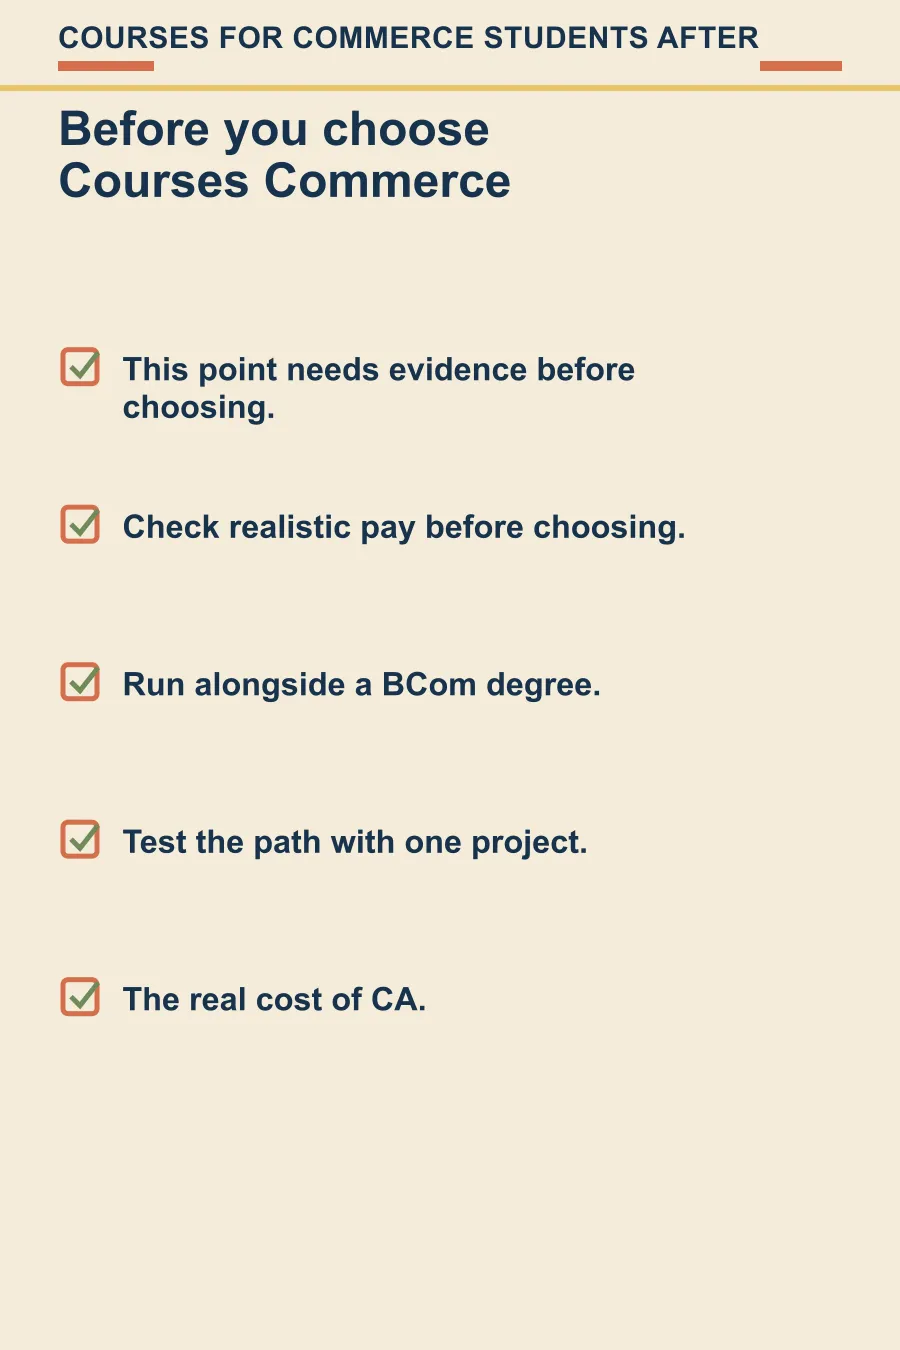 COURSES FOR COMMERCE STUDENTS AFTER
Before you choose
Courses Commerce
This point needs evidence before
choosing.
Check realistic pay before choosing.
Run alongside a BCom degree.
Test the path with one project.
The real cost of CA.